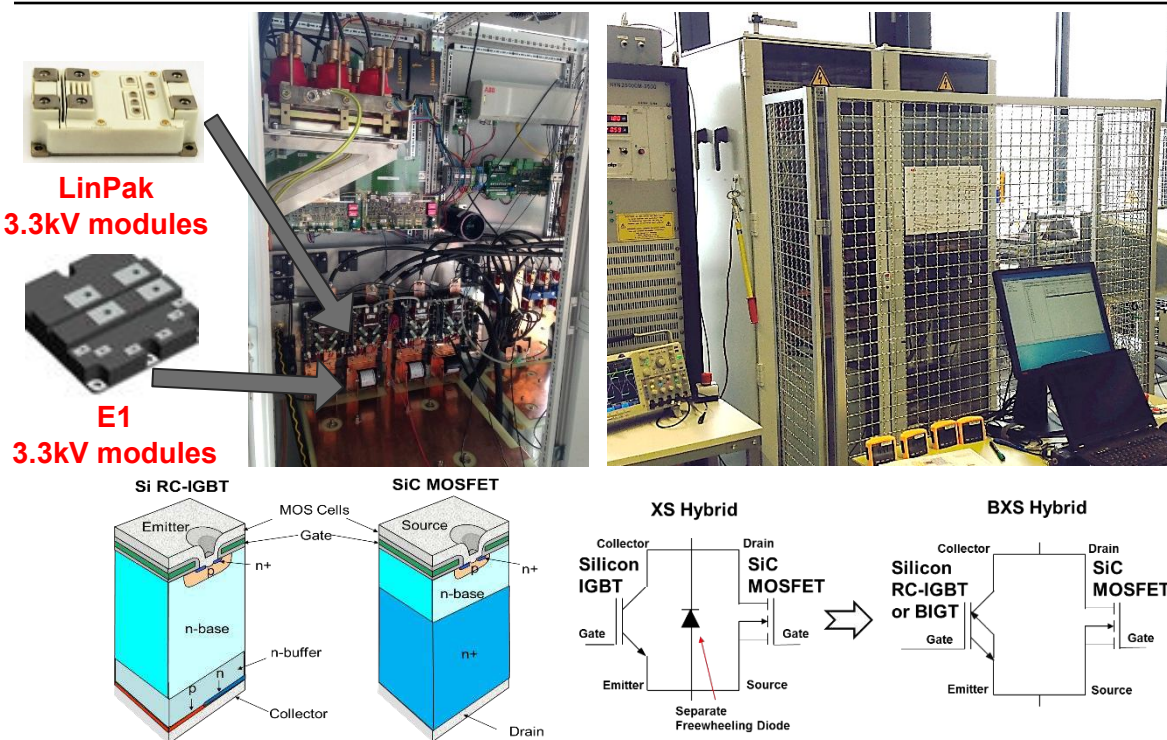 LinPak
3.3kV modules
E1
3.3kV modules
ABB
Si RC-IGBT
SiC MOSFET
Emitter
MOS Cells
Gate
Source
n+
p
n-base
n-buffer
p
n
Collector
p
n+
n-base
n+
Drain
XS Hybrid
Collector
Drain
Silicon
IGBT
SiC
MOSFET
Gate
Gate
Emitter
Source
Separate
Freewheeling Diode
BXS Hybrid
Collector
Drain
Silicon
RC-IGBT
or BIGT
SiC
MOSFET
Gate
Gate
Emitter
Source